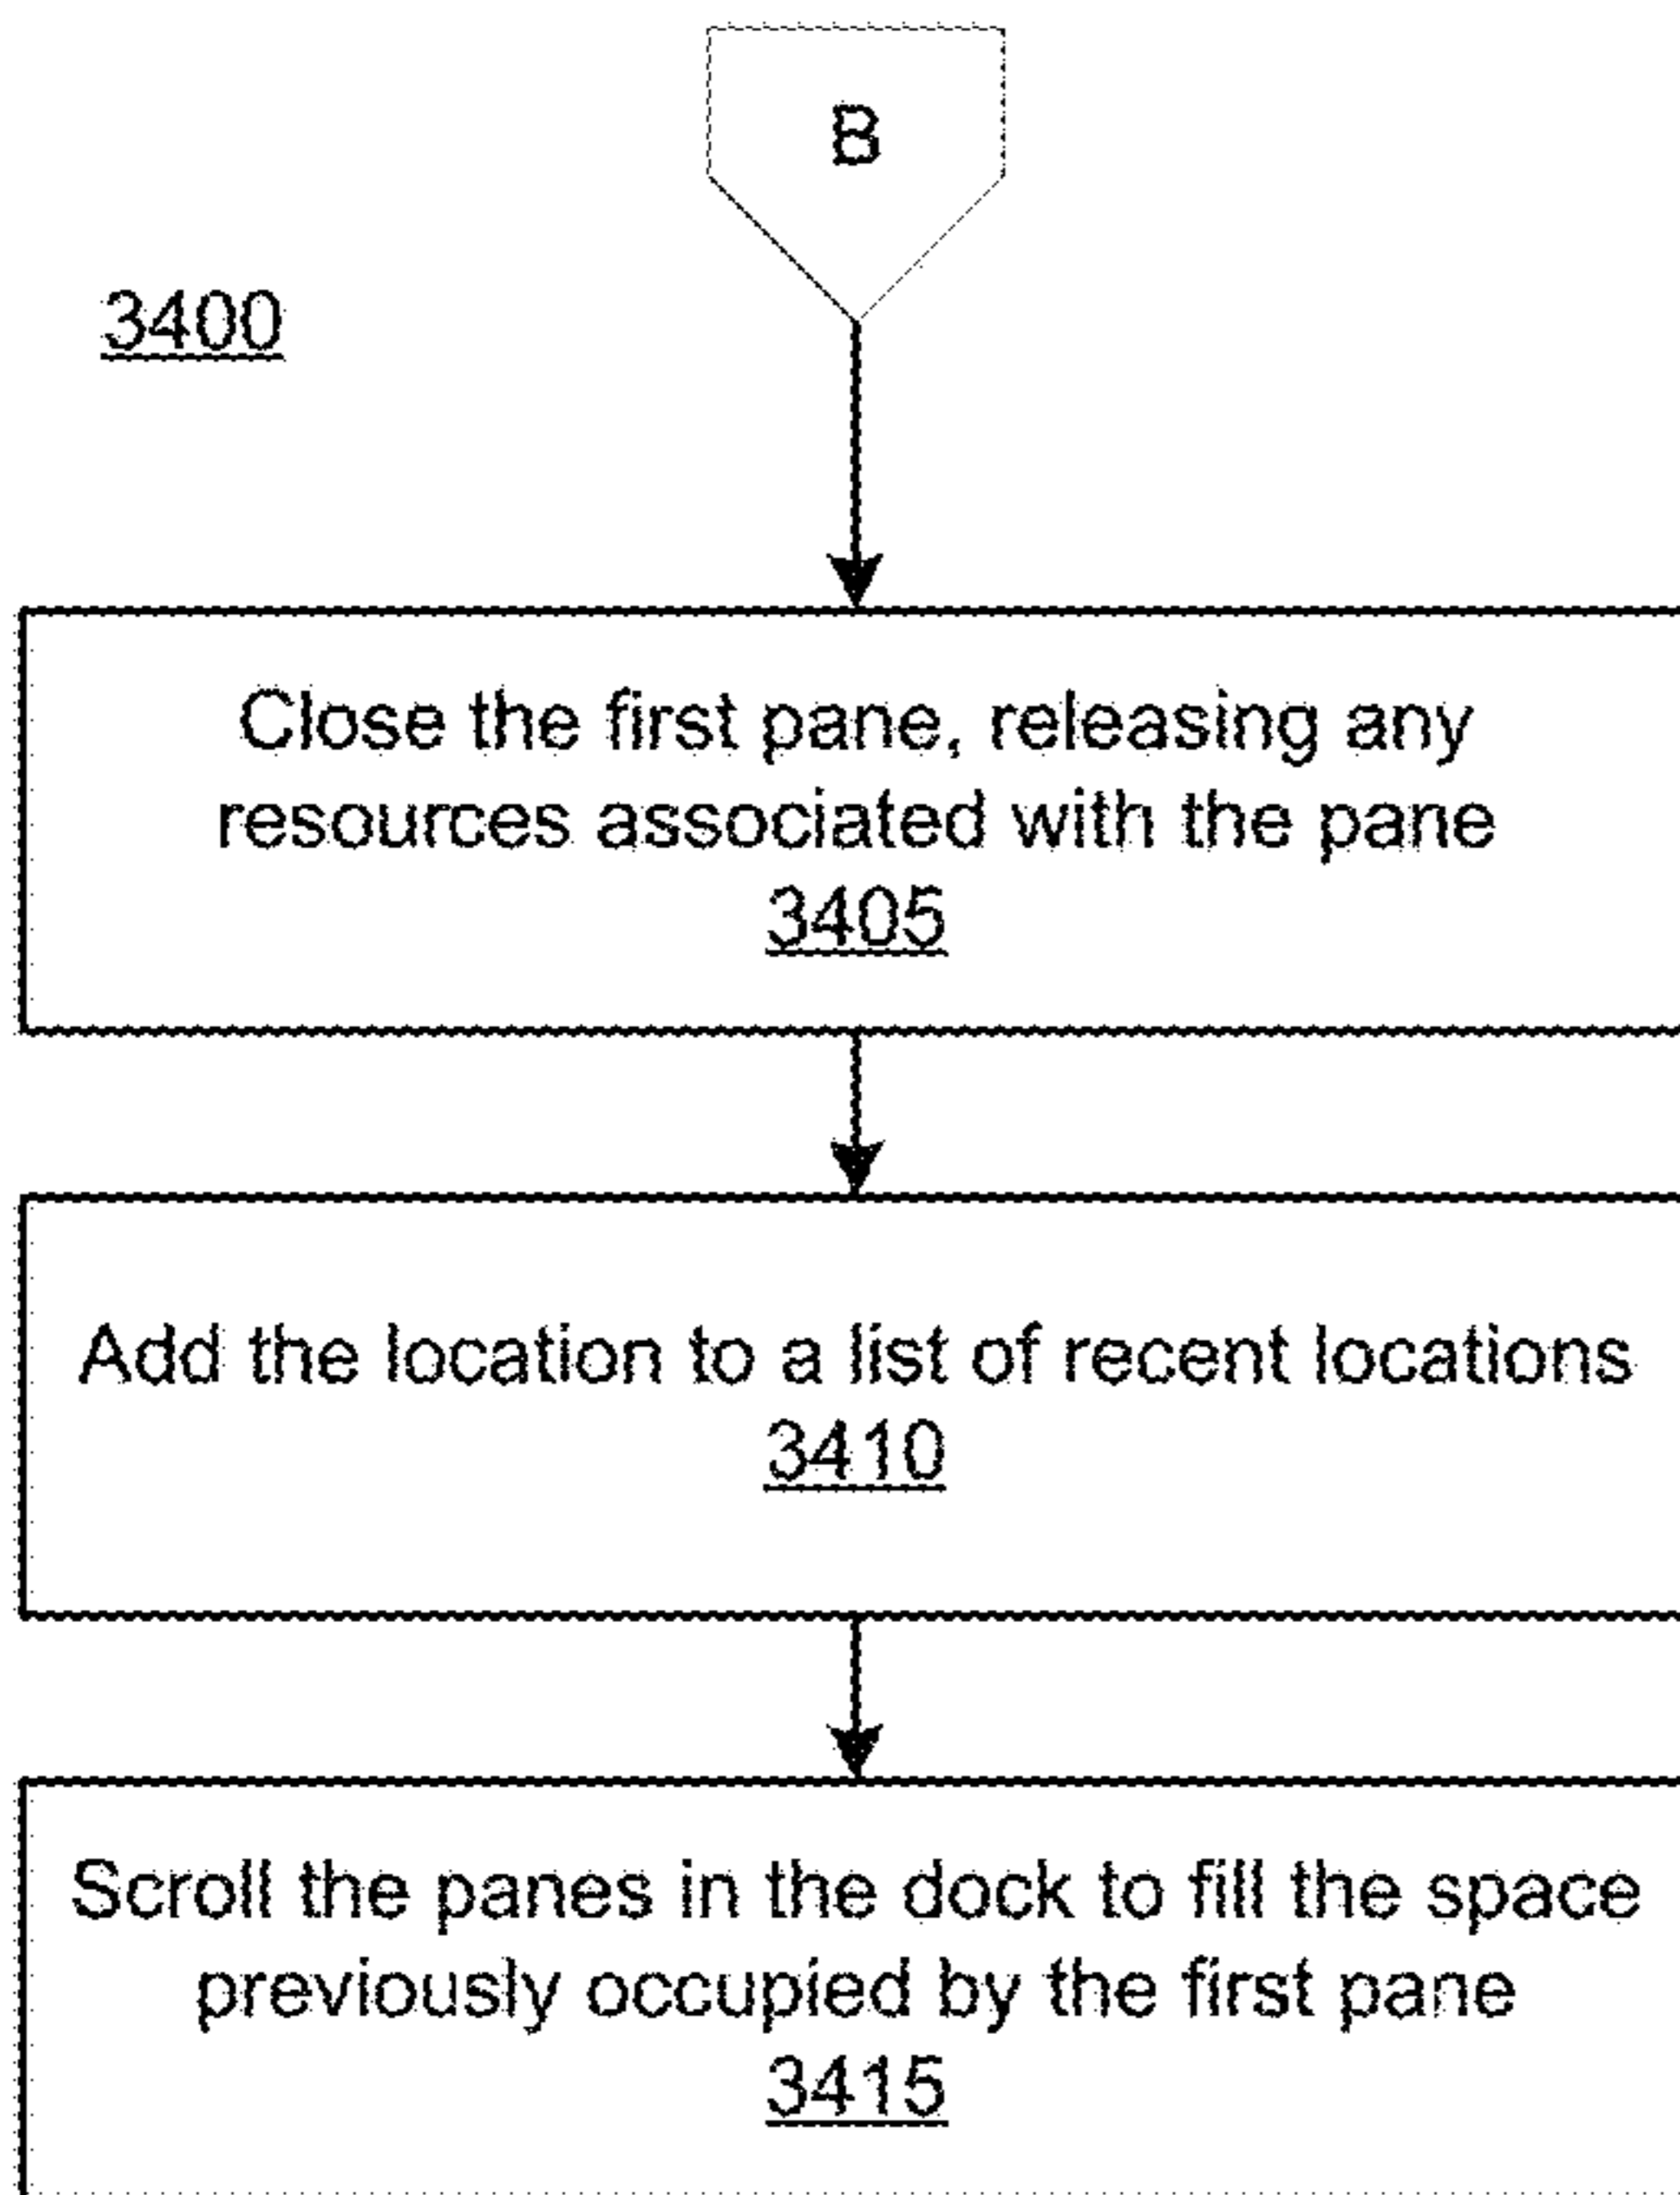 B
3400
Close the first pane, releasing any
resources associated with the pane
3405
Add the location to a list of recent locations
3410
Scroll the panes in the dock to fill the space
previously occupied by the first pane
3415